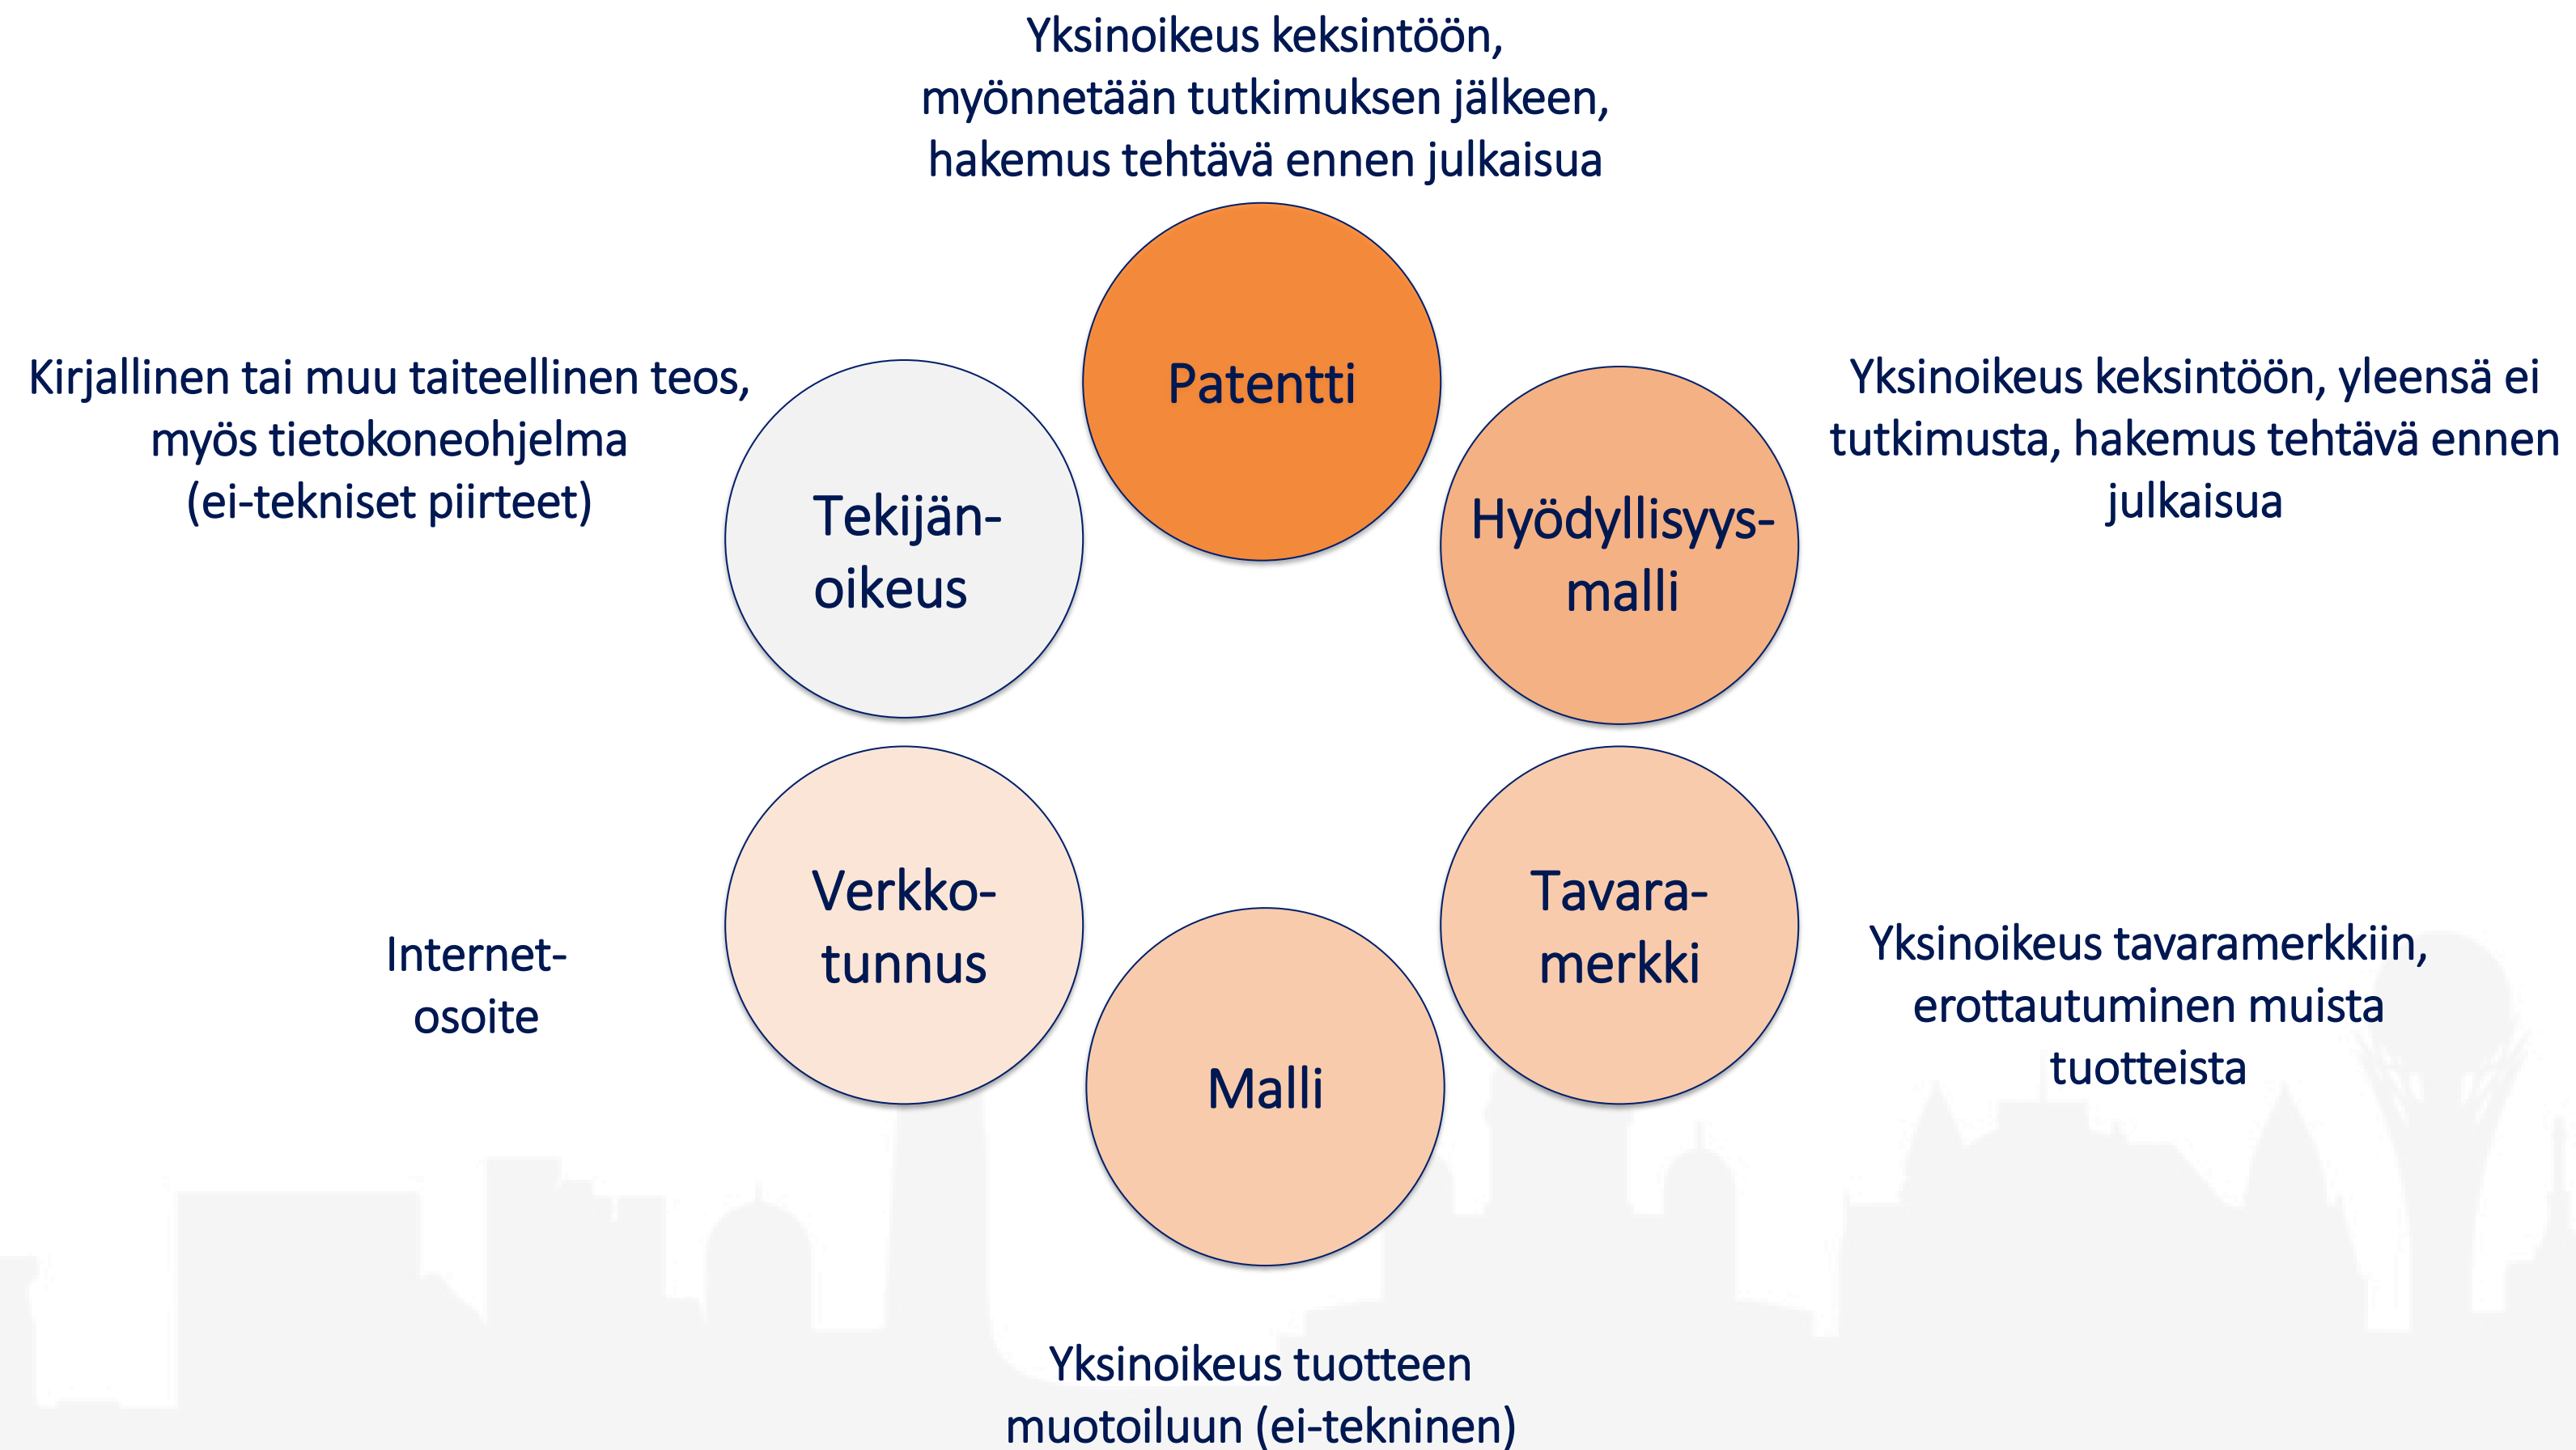 Yksinoikeus keksintöön,
myönnetään tutkimuksen jälkeen,
hakemus tehtävä ennen julkaisua
Patentti
Kirjallinen tai muu taiteellinen teos,
myös tietokoneohjelma
(ei-tekniset piirteet)
Tekijän-
oikeus
Hyödyllisyys-
malli
Yksinoikeus keksintöön, yleensä ei
tutkimusta, hakemus tehtävä ennen
julkaisua
Internet-
osoite
Verkko-
tunnus
Tavara-
merkki
Yksinoikeus tavaramerkkiin,
erottautuminen muista
tuotteista
Malli
Yksinoikeus tuotteen
muotoiluun (ei-tekninen)